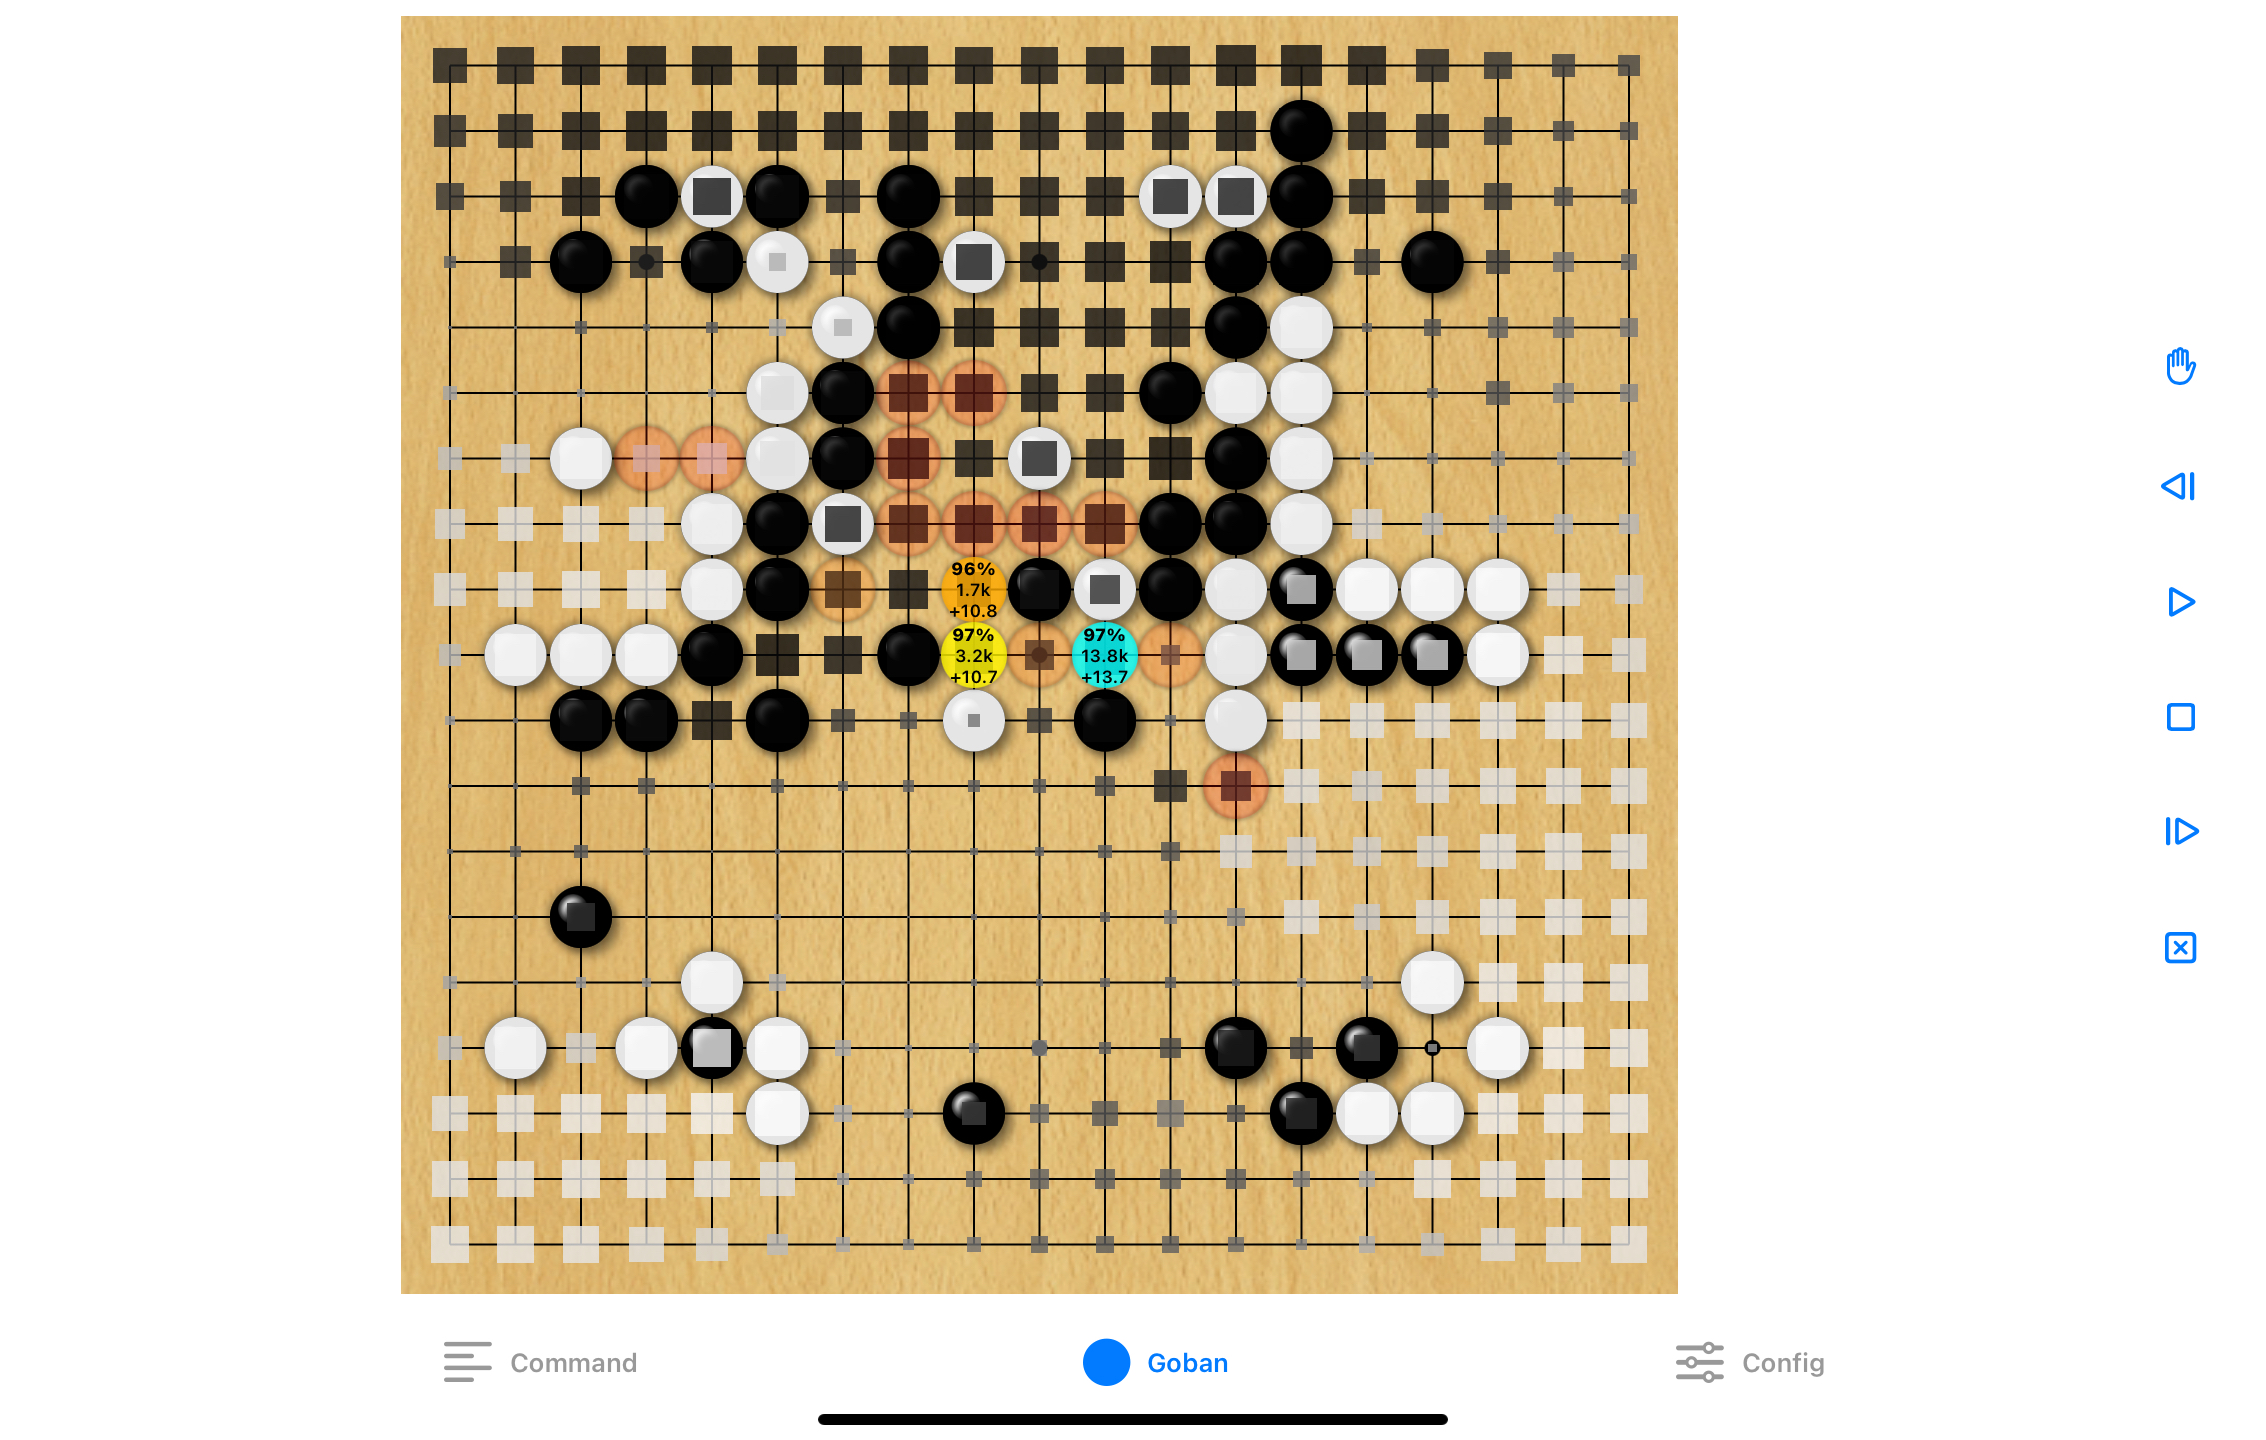 96%
1.7k
+10.8
97%
3.2k
+10.7
97%
13.8k
+13.7
Command
Goban
Config